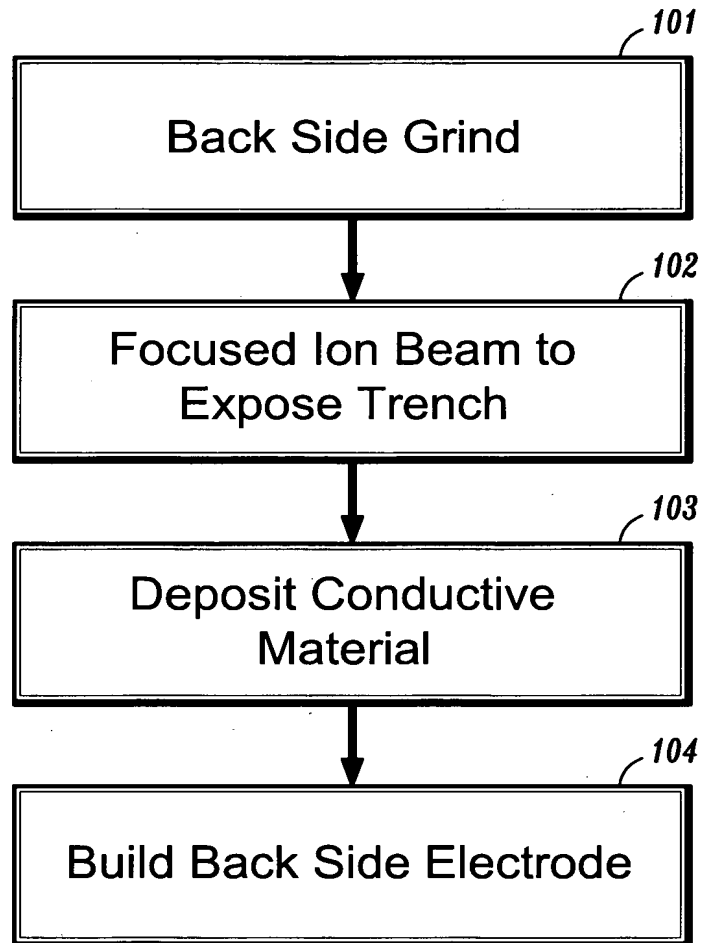 101
Back Side Grind
102
Focused Ion Beam to
Expose Trench
103
Deposit Conductive
Material
104
Build Back Side Electrode